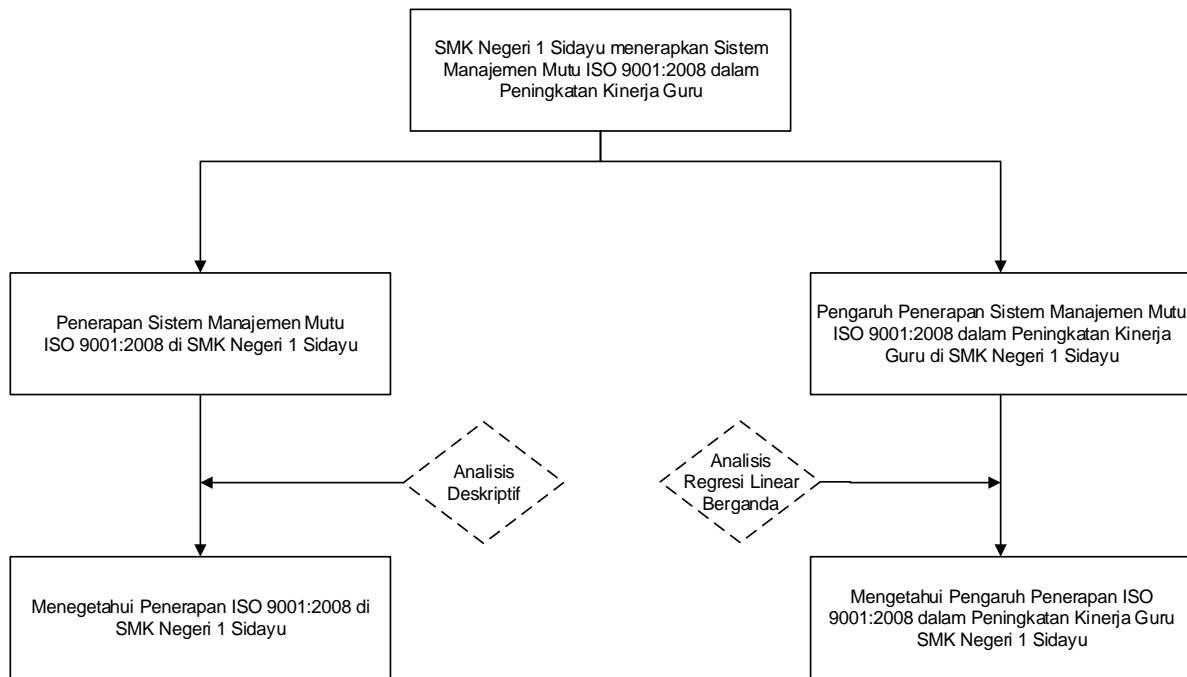 SMK Negeri 1 Sidayu menerapkan Sistem
Manajemen Mutu ISO 9001:2008 dalam
Peningkatan Kinerja Guru
Penerapan Sistem Manajemen Mutu
ISO 9001:2008 di SMK Negeri 1 Sidayu
Pengaruh Penerapan Sistem Manajemen Mutu
ISO 9001:2008 dalam Peningkatan Kinerja
Guru di SMK Negeri 1 Sidayu
Analisis
Deskriptif
Analisis
Regresi Linear
Berganda
Menegetahui Penerapan ISO 9001:2008 di
SMK Negeri 1 Sidayu
Mengetahui Pengaruh Penerapan ISO
9001:2008 dalam Peningkatan Kinerja Guru
SMK Negeri 1 Sidayu